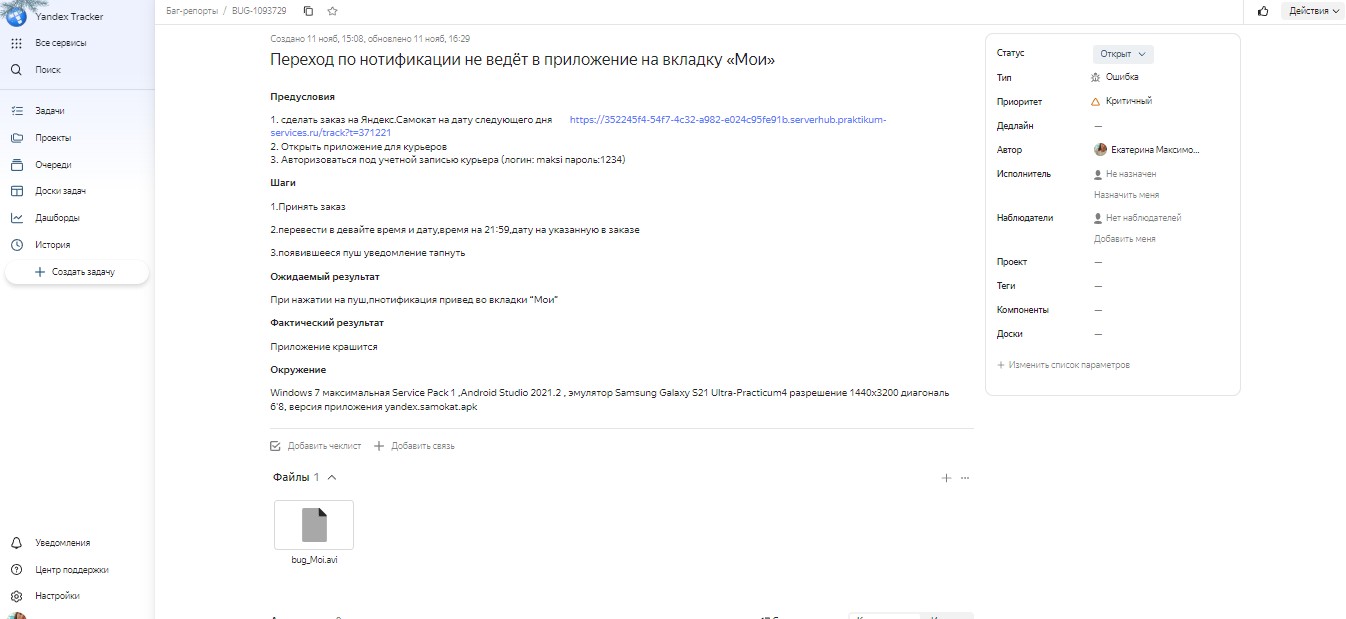 Yandex Tracker
Все сервисы
Поиск
Задачи
Проекты
Очереди
Доски задач
Дашборды
История
Создать задачу
Уведомления
Центр поддержки
Настройки
Баг-репорты / BUG-1093729
Действия
Создано 11 нояб, 15:08, обновлено 11 нояб, 16:29
Переход по нотификации не ведёт в приложение на вкладку «Мои»
Предусловия
1. сделать заказ на Яндекс.Самокат на дату следующего дня https://352245f4-54f7-4c32-a982-e024c95fe91b.serverhub.praktikum-
services.ru/track?t=371221
2. Открыть приложение для курьеров
3. Авторизоваться под учетной записью курьера (логин: maksi пароль:1234)
Шаги
1.Принять заказ
2.перевести в девайте время и дату,время на 21:59,дату на указанную в заказе
3.появившееся пуш уведомление тапнуть
Ожидаемый результат
При нажатии на пуш,пнотификация привед во вкладки "Мои"
Фактический результат
Приложение крашится
Окружение
Windows 7 максимальная Service Pack 1 ,Android Studio 2021.2 , эмулятор Samsung Galaxy S21 Ultra-Practicum4 разрешение 1440x3200 диагональ
6'8, версия приложения yandex.samokat.apk
Добавить чеклист
Добавить связь
Файлы 1
bug_Moi.avi
Статус Открыт
Тип Ошибка
Приоритет Критичный
Дедлайн —
Автор Екатерина Максимо...
Исполнитель Не назначен
Назначить меня
Наблюдатели Нет наблюдателей
Добавить меня
Проект —
Теги —
Компоненты —
Доски —
Изменить список параметров